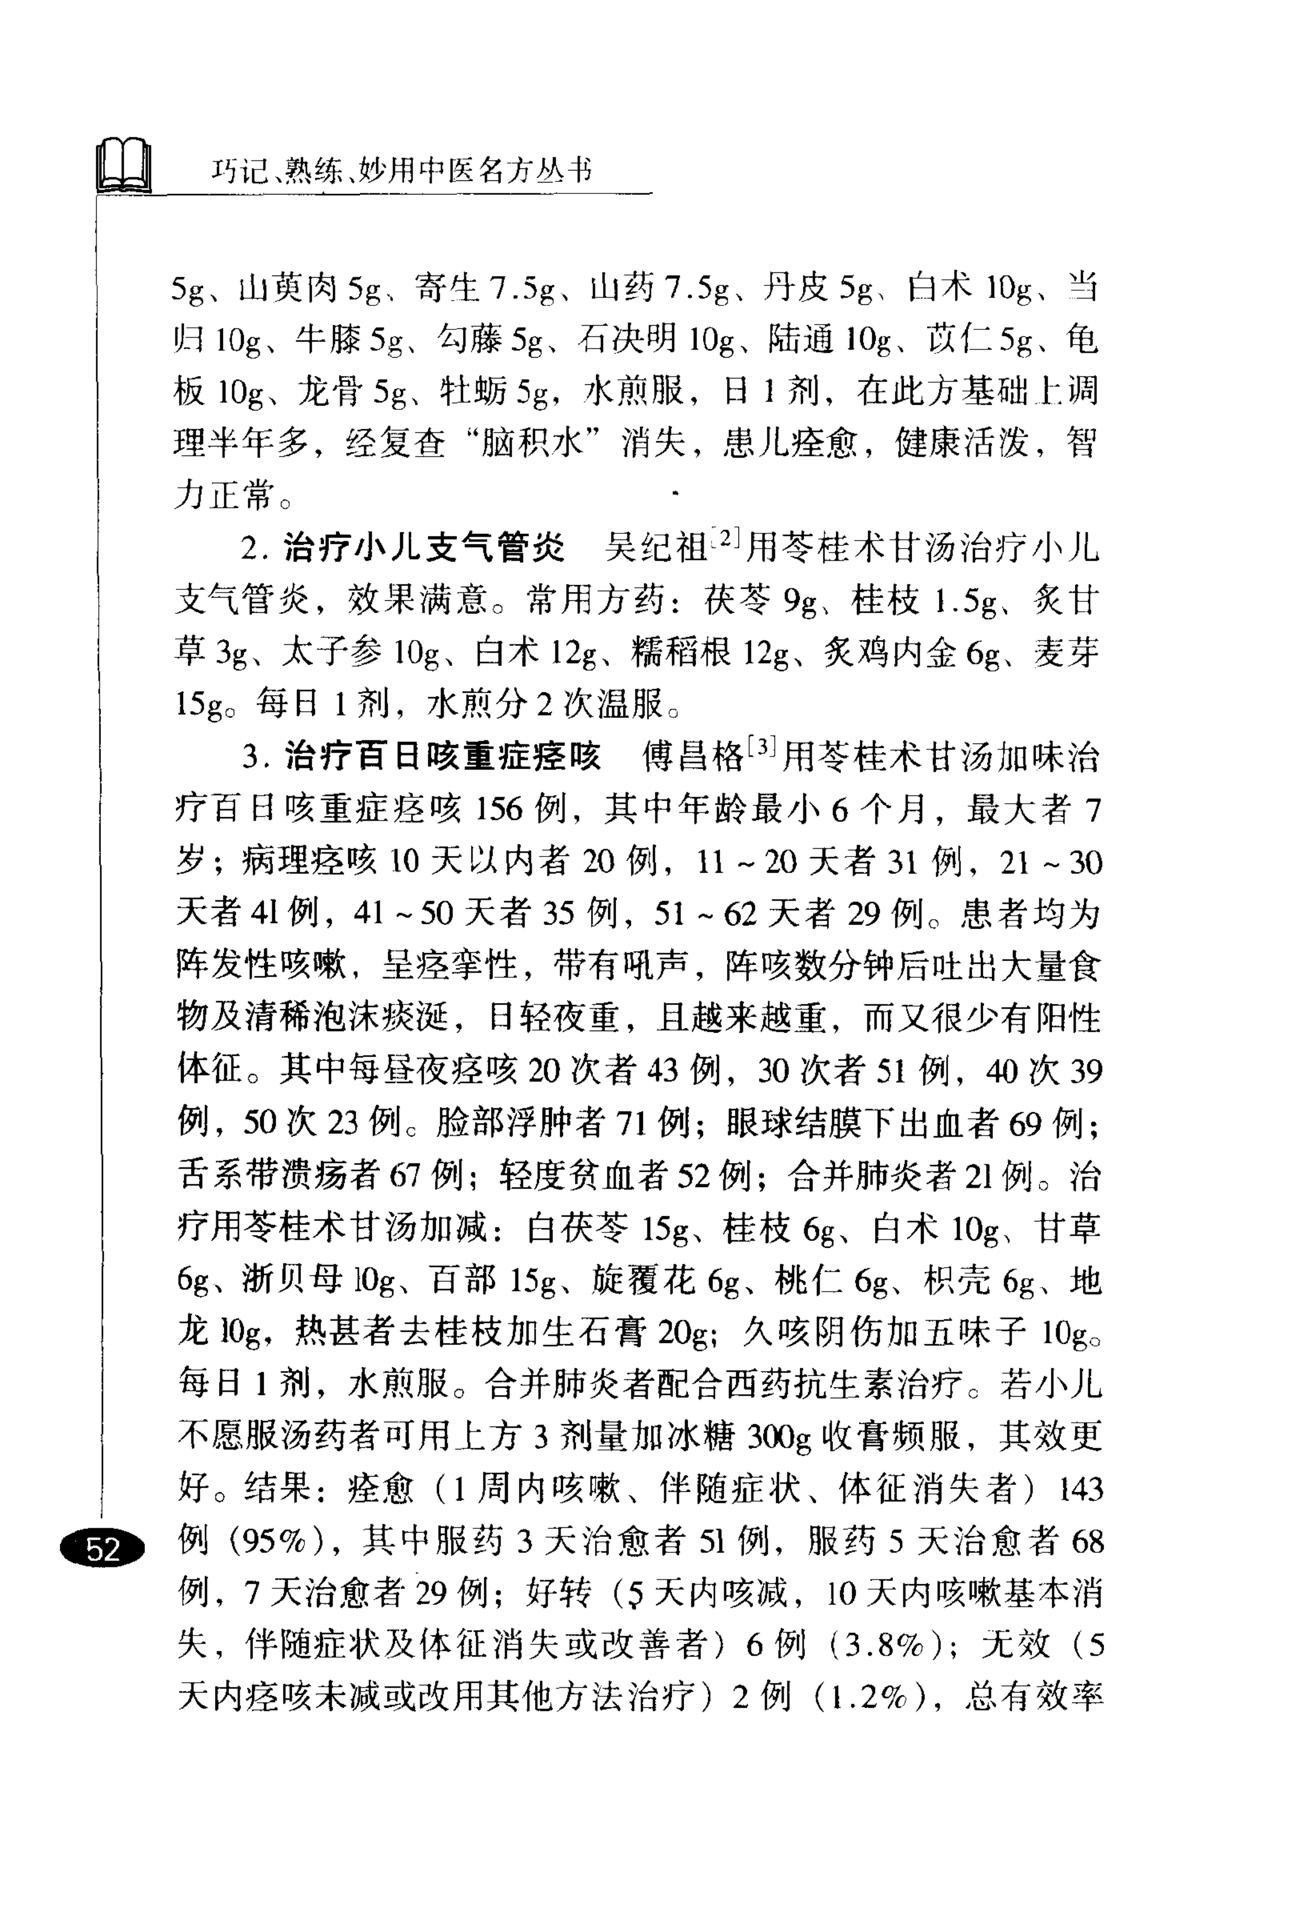 巧记、熟练、妙用中医名方丛书
5g、山萸肉 5g、寄生 7.5g、山药 7.5g、丹皮 5g、白术 10g、当
归 10g、牛膝 5g、勾藤 5g、石决明 10g、陆通 10g、苡仁 5g、龟
板 10g、龙骨 5g、牡蛎 5g，水煎服，日 1 剂，在此方基础上调
理半年多，经复查“脑积水”消失，患儿痊愈，健康活泼，智
力正常。
2. 治疗小儿支气管炎　吴纪祖[2]用苓桂术甘汤治疗小儿
支气管炎，效果满意。常用方药：茯苓 9g、桂枝 1.5g、炙甘
草 3g、太子参 10g、白术 12g、糯稻根 12g、炙鸡内金 6g、麦芽
15g。每日 1 剂，水煎分 2 次温服。
3. 治疗百日咳重症痉咳　傅昌格[3]用苓桂术甘汤加味治
疗百日咳重症痉咳 156 例，其中年龄最小 6 个月，最大者 7
岁；病理痉咳 10 天以内者 20 例，11～20 天者 31 例，21～30
天者 41 例，41～50 天者 35 例，51～62 天者 29 例。患者均为
阵发性咳嗽，呈痉挛性，带有吼声，阵咳数分钟后吐出大量食
物及清稀泡沫痰涎，日轻夜重，且越来越重，而又很少有阳性
体征。其中每昼夜痉咳 20 次者 43 例，30 次者 51 例，40 次 39
例，50 次 23 例。脸部浮肿者 71 例；眼球结膜下出血者 69 例；
舌系带溃疡者 67 例；轻度贫血者 52 例；合并肺炎者 21 例。治
疗用苓桂术甘汤加减：白茯苓 15g、桂枝 6g、白术 10g、甘草
6g、浙贝母 10g、百部 15g、旋覆花 6g、桃仁 6g、枳壳 6g、地
龙 10g，热甚者去桂枝加生石膏 20g；久咳阴伤加五味子 10g。
每日 1 剂，水煎服。合并肺炎者配合西药抗生素治疗。若小儿
不愿服汤药者可用上方 3 剂量加冰糖 300g 收膏频服，其效更
好。结果：痊愈（1 周内咳嗽、伴随症状、体征消失者）143
例（95%），其中服药 3 天治愈者 51 例，服药 5 天治愈者 68
例，7 天治愈者 29 例；好转（5 天内咳减，10 天内咳嗽基本消
失，伴随症状及体征消失或改善者）6 例（3.8%）；无效（5
天内痉咳未减或改用其他方法治疗）2 例（1.2%），总有效率
52